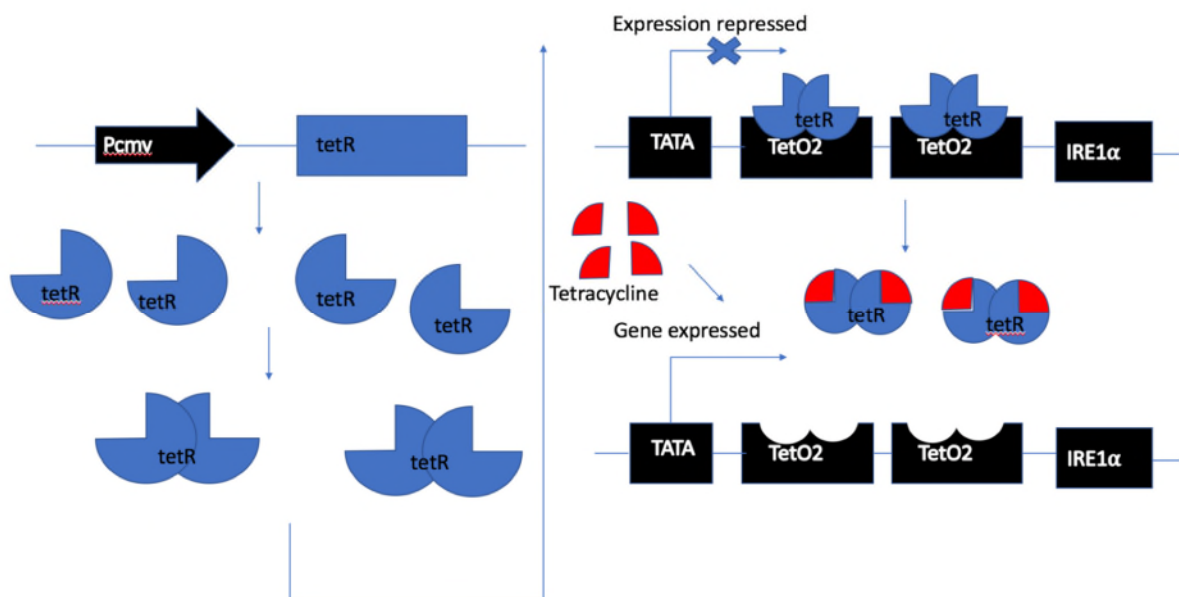 Pcmv
tetR
tetR
tetR
tetR
tetR
tetR
tetR
Expression repressed
tetR
tetR
TATA
TetO2
TetO2
IRE1α
Tetracycline
tetR
tetR
Gene expressed
TATA
TetO2
TetO2
IRE1α